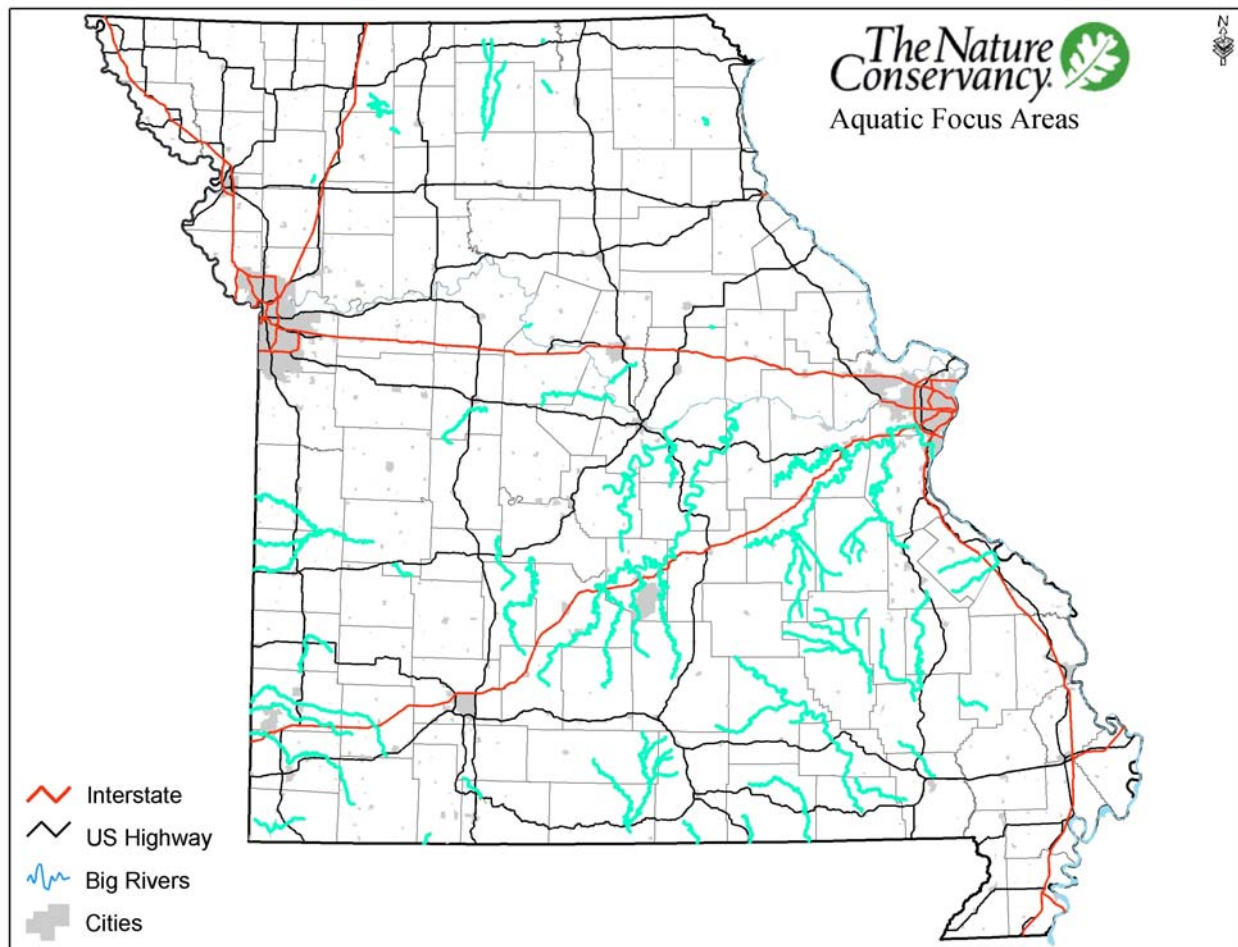 The Nature
Conservancy.
Aquatic Focus Areas
N
Interstate
US Highway
Big Rivers
Cities